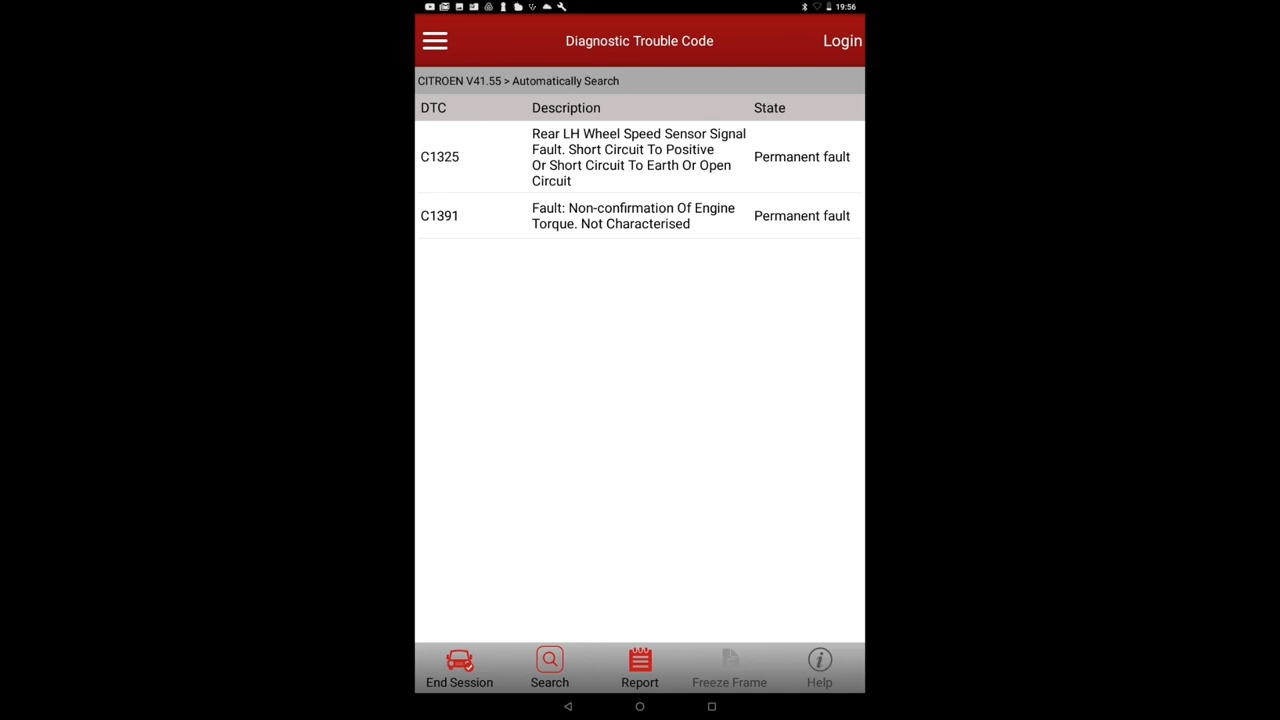 19:56
Diagnostic Trouble Code
Login
CITROEN V41.55 > Automatically Search
DTC
Description
State
C1325
Rear LH Wheel Speed Sensor Signal
Fault. Short Circuit To Positive
Or Short Circuit To Earth Or Open
Circuit
Permanent fault
C1391
Fault: Non-confirmation Of Engine
Torque. Not Characterised
Permanent fault
End Session
Search
Report
Freeze Frame
Help